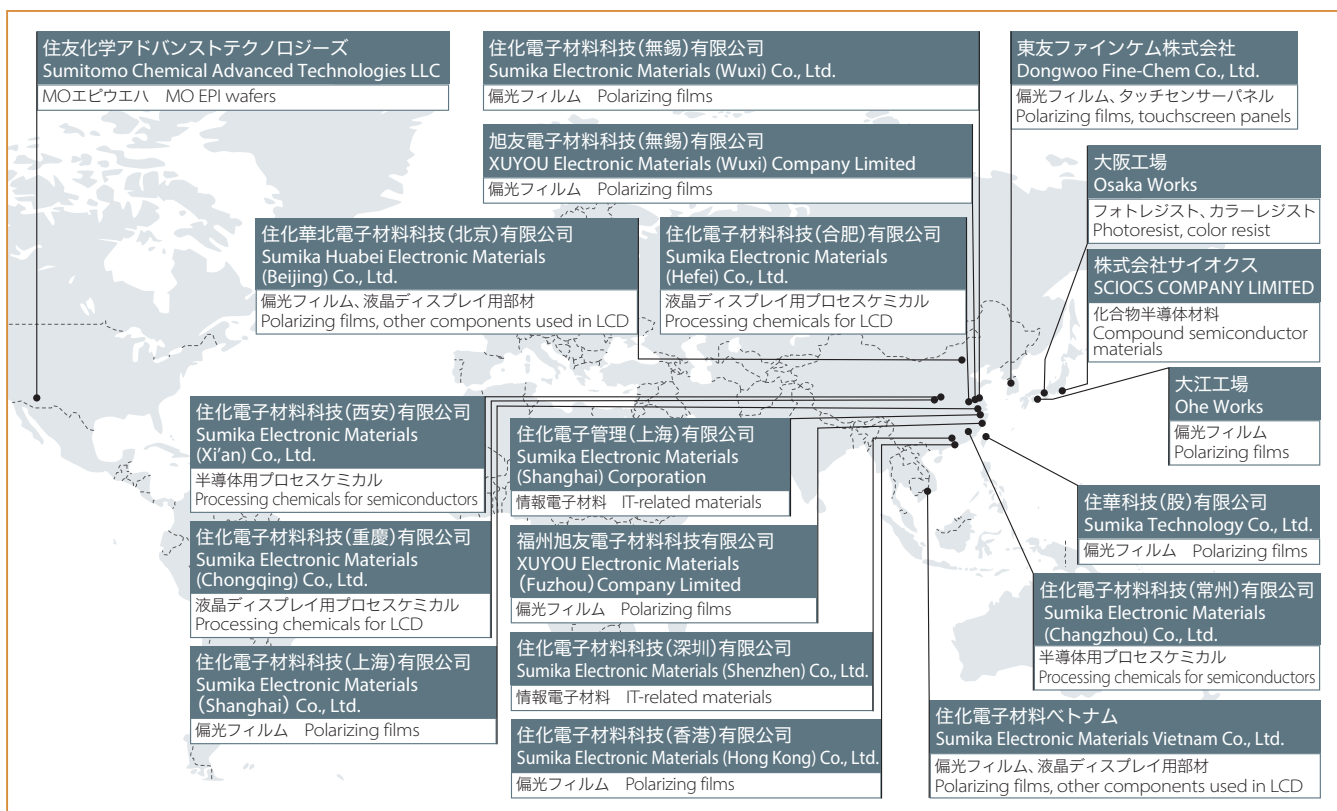 住友化学アドバンストテクノロジーズ
Sumitomo Chemical Advanced Technologies LLC
MOエピウエハ MO EPI wafers
住化電子材料科技(無錫)有限公司
Sumika Electronic Materials (Wuxi) Co., Ltd.
偏光フィルム Polarizing films
東友ファインケム株式会社
Dongwoo Fine-Chem Co., Ltd.
偏光フィルム、タッチセンサーパネル
Polarizing films, touchscreen panels
旭友電子材料科技(無錫)有限公司
XUYOU Electronic Materials (Wuxi) Company Limited
偏光フィルム Polarizing films
大阪工場
Osaka Works
フォトレジスト、カラーレジスト
Photoresist, color resist
住化華北電子材料科技(北京)有限公司
Sumika Huabei Electronic Materials
(Beijing) Co., Ltd.
偏光フィルム、液晶ディスプレイ用部材
Polarizing films, other components used in LCD
住化電子材料科技(合肥)有限公司
Sumika Electronic Materials
(Hefei) Co., Ltd.
液晶ディスプレイ用プロセスケミカル
Processing chemicals for LCD
株式会社サイオクス
SCIOCS COMPANY LIMITED
化合物半導体材料
Compound semiconductor
materials
大江工場
Ohe Works
偏光フィルム
Polarizing films
住化電子材料科技(西安)有限公司
Sumika Electronic Materials
(Xi'an) Co., Ltd.
半導体用プロセスケミカル
Processing chemicals for semiconductors
住化電子管理(上海)有限公司
Sumika Electronic Materials
(Shanghai) Corporation
情報電子材料 IT-related materials
住華科技(股)有限公司
Sumika Technology Co., Ltd.
偏光フィルム Polarizing films
住化電子材料科技(重慶)有限公司
Sumika Electronic Materials
(Chongqing) Co., Ltd.
液晶ディスプレイ用プロセスケミカル
Processing chemicals for LCD
福州旭友電子材料科技有限公司
XUYOU Electronic Materials
(Fuzhou) Company Limited
偏光フィルム Polarizing films
住化電子材料科技(常州)有限公司
Sumika Electronic Materials
(Changzhou) Co., Ltd.
半導体用プロセスケミカル
Processing chemicals for semiconductors
住化電子材料科技(上海)有限公司
Sumika Electronic Materials
(Shanghai) Co., Ltd.
偏光フィルム Polarizing films
住化電子材料科技(深圳)有限公司
Sumika Electronic Materials (Shenzhen) Co., Ltd.
情報電子材料 IT-related materials
住化電子材料科技(香港)有限公司
Sumika Electronic Materials (Hong Kong) Co., Ltd.
偏光フィルム Polarizing films
住化電子材料ベトナム
Sumika Electronic Materials Vietnam Co., Ltd.
偏光フィルム、液晶ディスプレイ用部材
Polarizing films, other components used in LCD